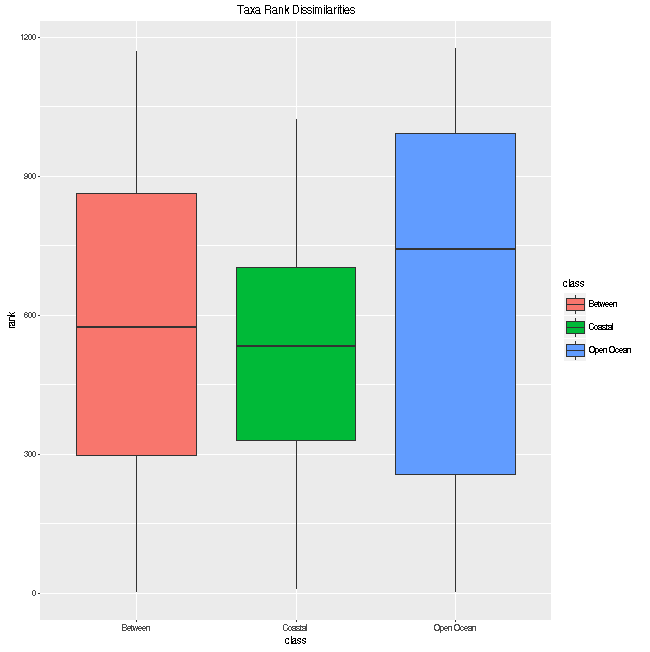 Taxa Rank Dissimilarities
1200
900
600
300
0
rank
Between
Coastal
Open Ocean
class
class
Between
Coastal
Open Ocean